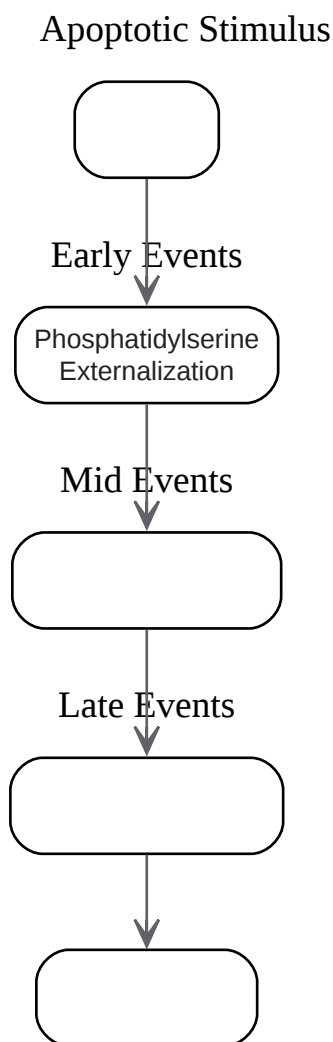 Apoptotic Stimulus
Early Events
Phosphatidylserine
Externalization
Mid Events
Late Events